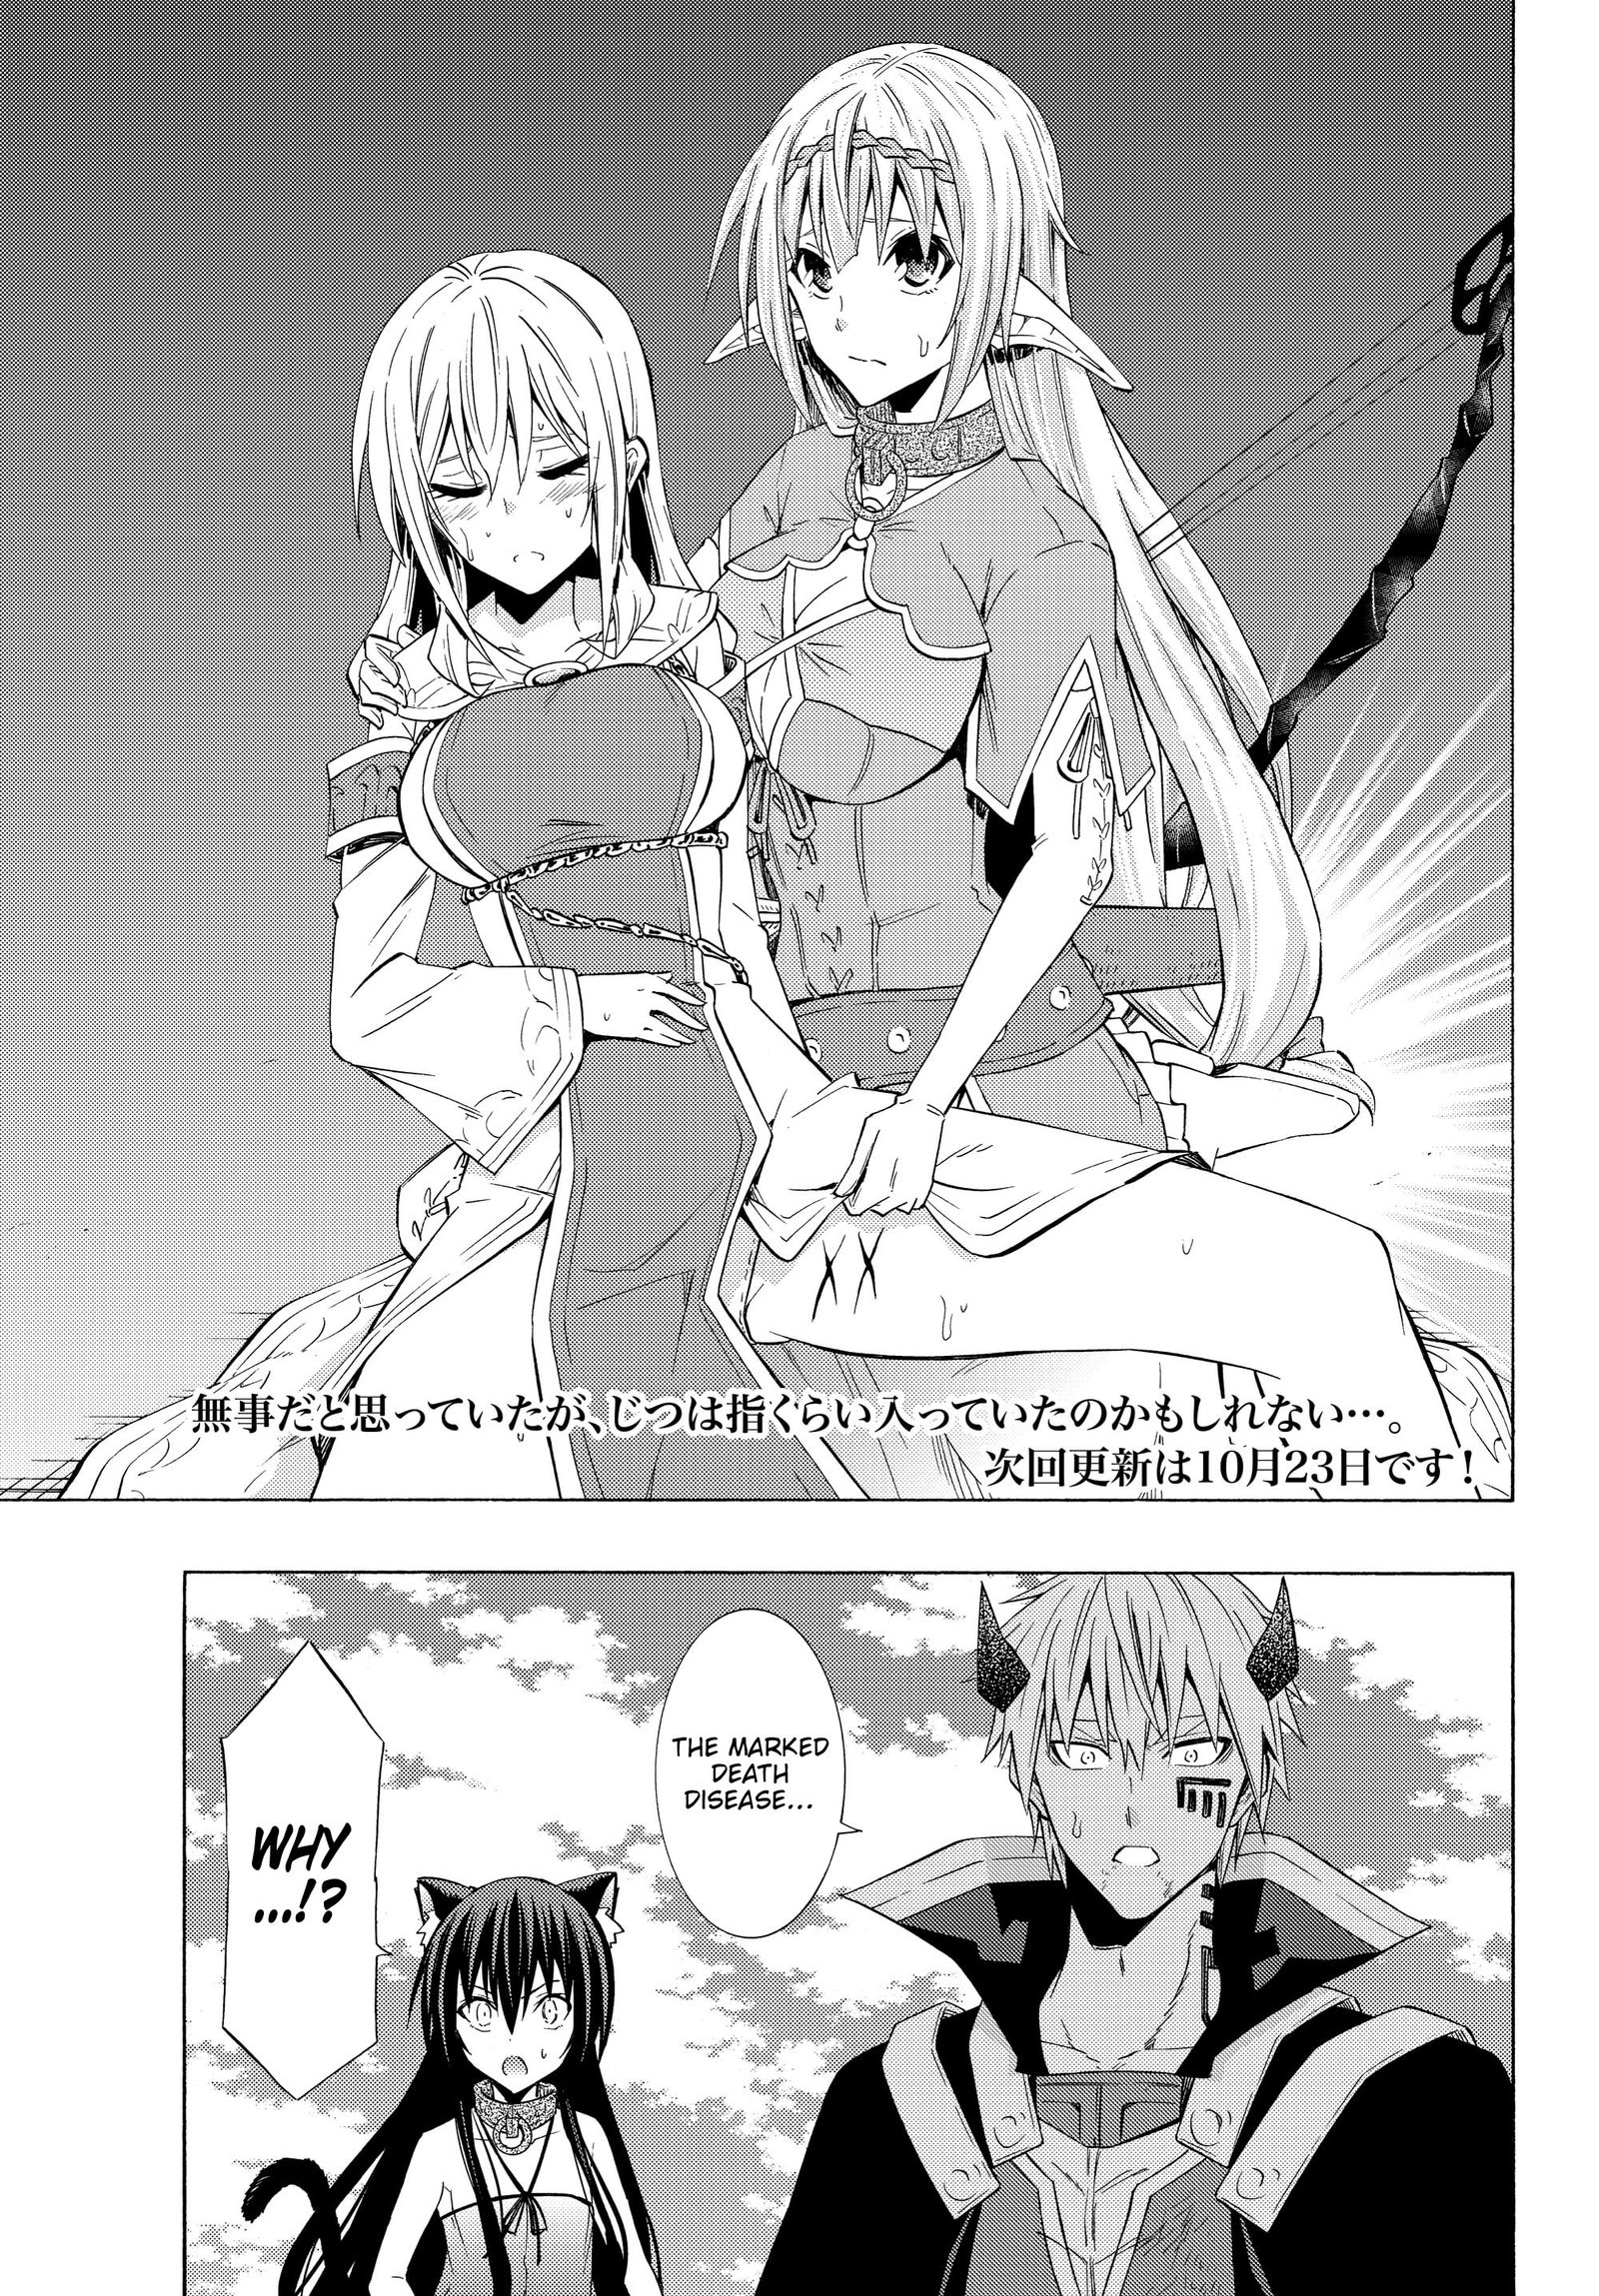 無事だと思っていたが、じつは指くらい入っていたのかもしれない…。
次回更新は10月23日です!
THE MARKED
DEATH
DISEASE...
WHY
...!?